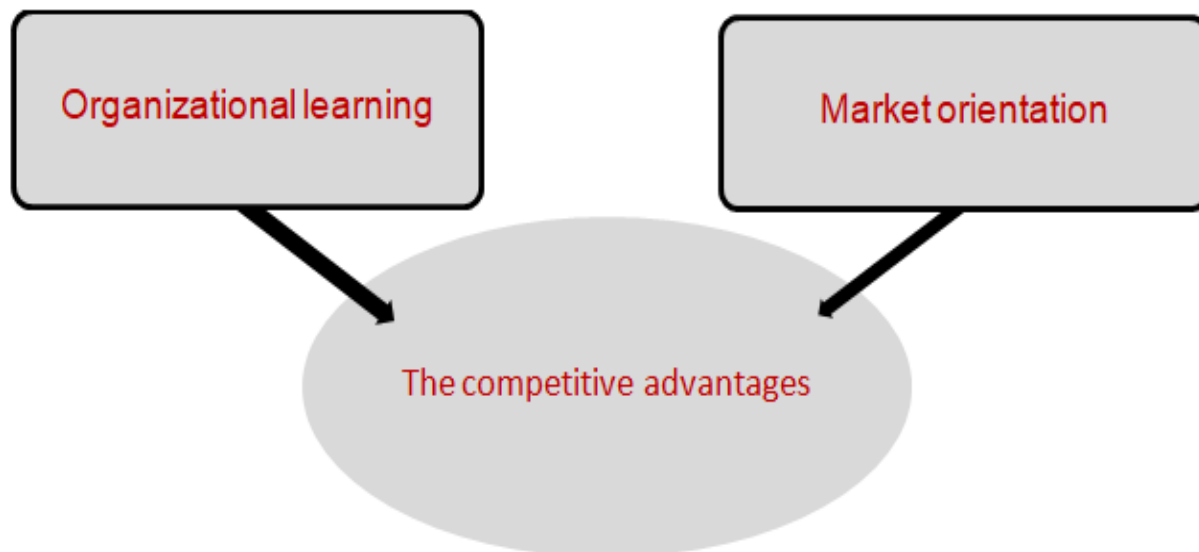 Organizational learning
Market orientation
The competitive advantages